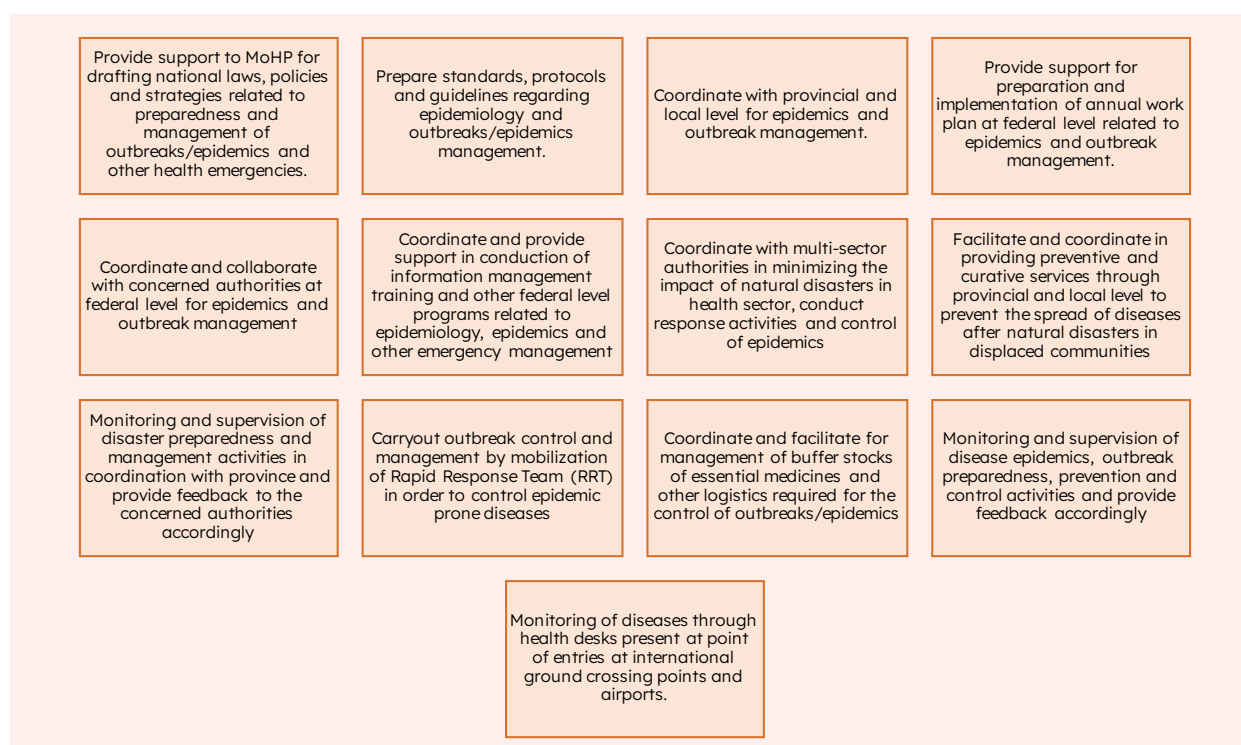 Provide support to MoHP for
drafting national laws, policies
and strategies related to
preparedness and
management of
outbreaks/epidemics and
other health emergencies.
Prepare standards, protocols
and guidelines regarding
epidemiology and
outbreaks/epidemics
management.
Coordinate with provincial and
local level for epidemics and
outbreak management.
Provide support for
preparation and
implementation of annual work
plan at federal level related to
epidemics and outbreak
management.
Coordinate and collaborate
with concerned authorities at
federal level for epidemics and
outbreak management
Coordinate and provide
support in conduction of
information management
training and other federal level
programs related to
epidemiology, epidemics and
other emergency management
Coordinate with multi-sector
authorities in minimizing the
impact of natural disasters in
health sector, conduct
response activities and control
of epidemics
Facilitate and coordinate in
providing preventive and
curative services through
provincial and local level to
prevent the spread of diseases
after natural disasters in
displaced communities
Monitoring and supervision of
disaster preparedness and
management activities in
coordination with province and
provide feedback to the
concerned authorities
accordingly
Carryout outbreak control and
management by mobilization
of Rapid Response Team (RRT)
in order to control epidemic
prone diseases
Coordinate and facilitate for
management of buffer stocks
of essential medicines and
other logistics required for the
control of outbreaks/epidemics
Monitoring and supervision of
disease epidemics, outbreak
preparedness, prevention and
control activities and provide
feedback accordingly
Monitoring of diseases through
health desks present at point
of entries at international
ground crossing points and
airports.